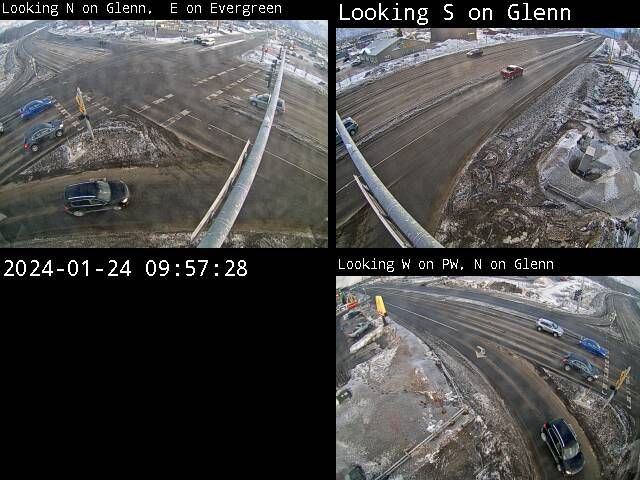 Looking N on Glenn,  E on Evergreen
Looking S on Glenn
2024-01-24 09:57:28
Looking W on PW, N on Glenn